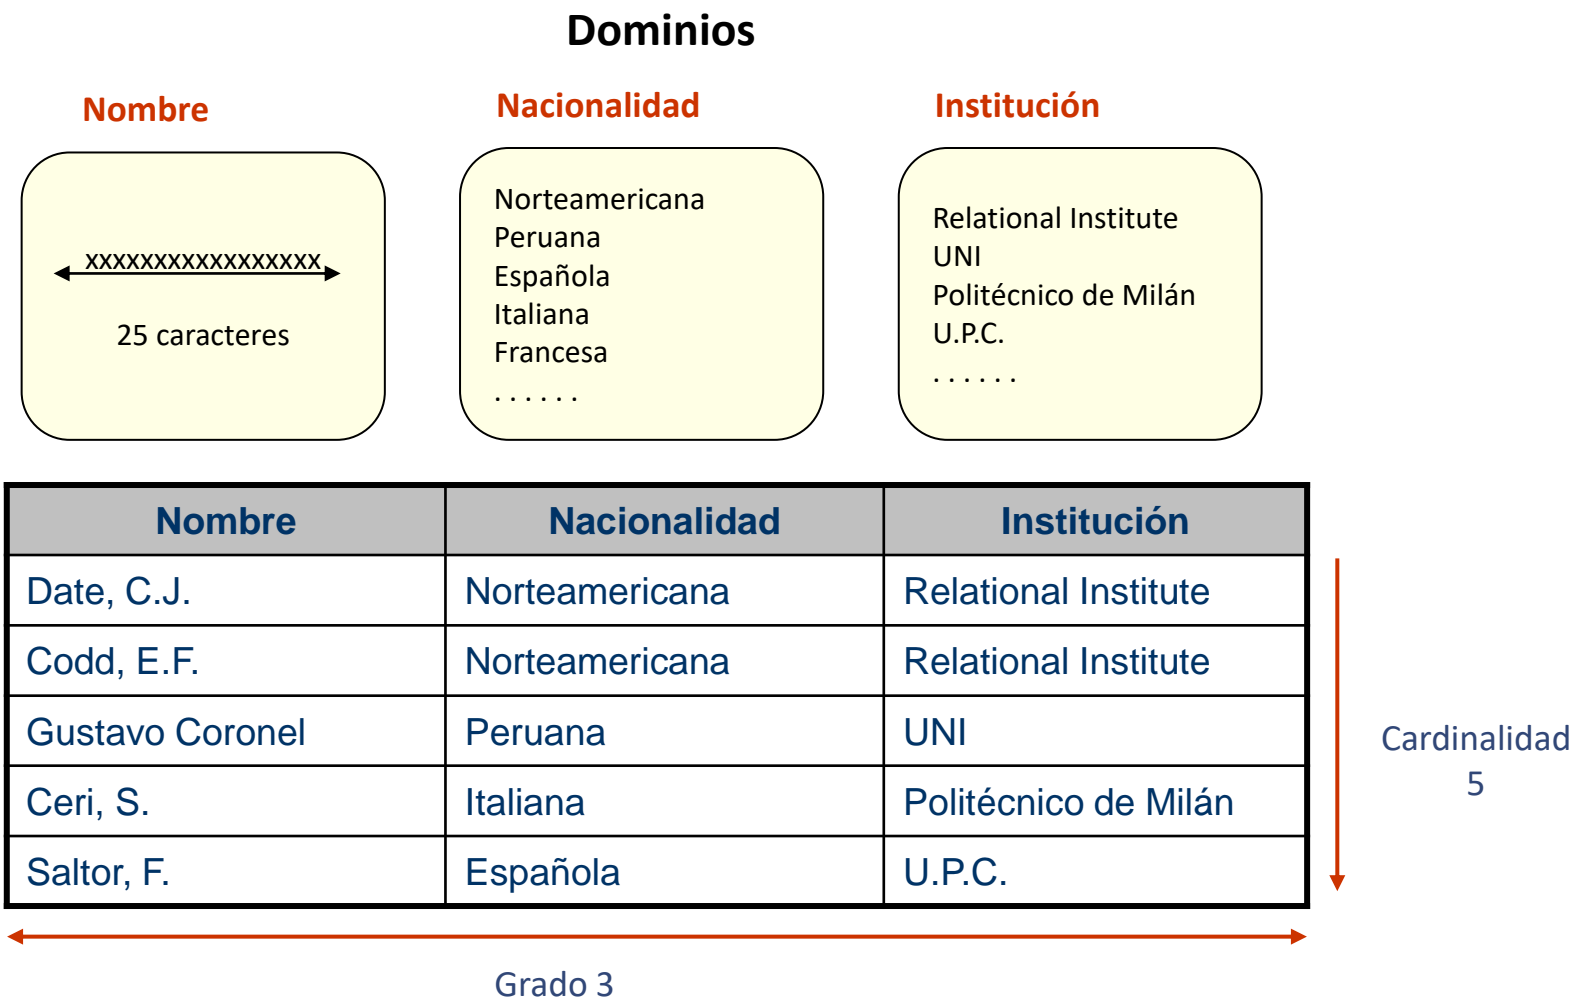 Dominios
Nombre
Nacionalidad
Institución
xxxxxxxxxxxxxxxxx
25 caracteres
Norteamericana
Peruana
Española
Italiana
Francesa
. . . . . .
Relational Institute
UNI
Politécnico de Milán
U.P.C.
. . . . . .
Nombre Nacionalidad Institución
Date, C.J. Norteamericana Relational Institute
Codd, E.F. Norteamericana Relational Institute
Gustavo Coronel Peruana UNI
Ceri, S. Italiana Politécnico de Milán
Saltor, F. Española U.P.C.
Cardinalidad
5
Grado 3